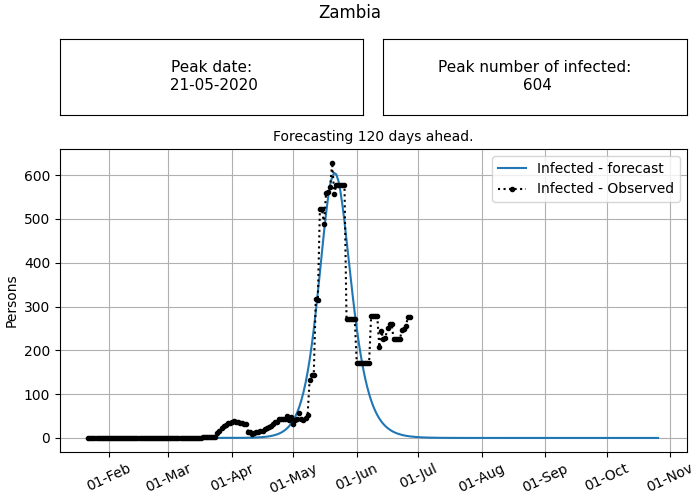 Zambia
Peak date:
21-05-2020
Peak number of infected:
604
Forecasting 120 days ahead.
Infected - forecast
Infected - Observed
Persons
600
500
400
300
200
100
0
01-Feb
01-Mar
01-Apr
01-May
01-Jun
01-Jul
01-Aug
01-Sep
01-Oct
01-Nov